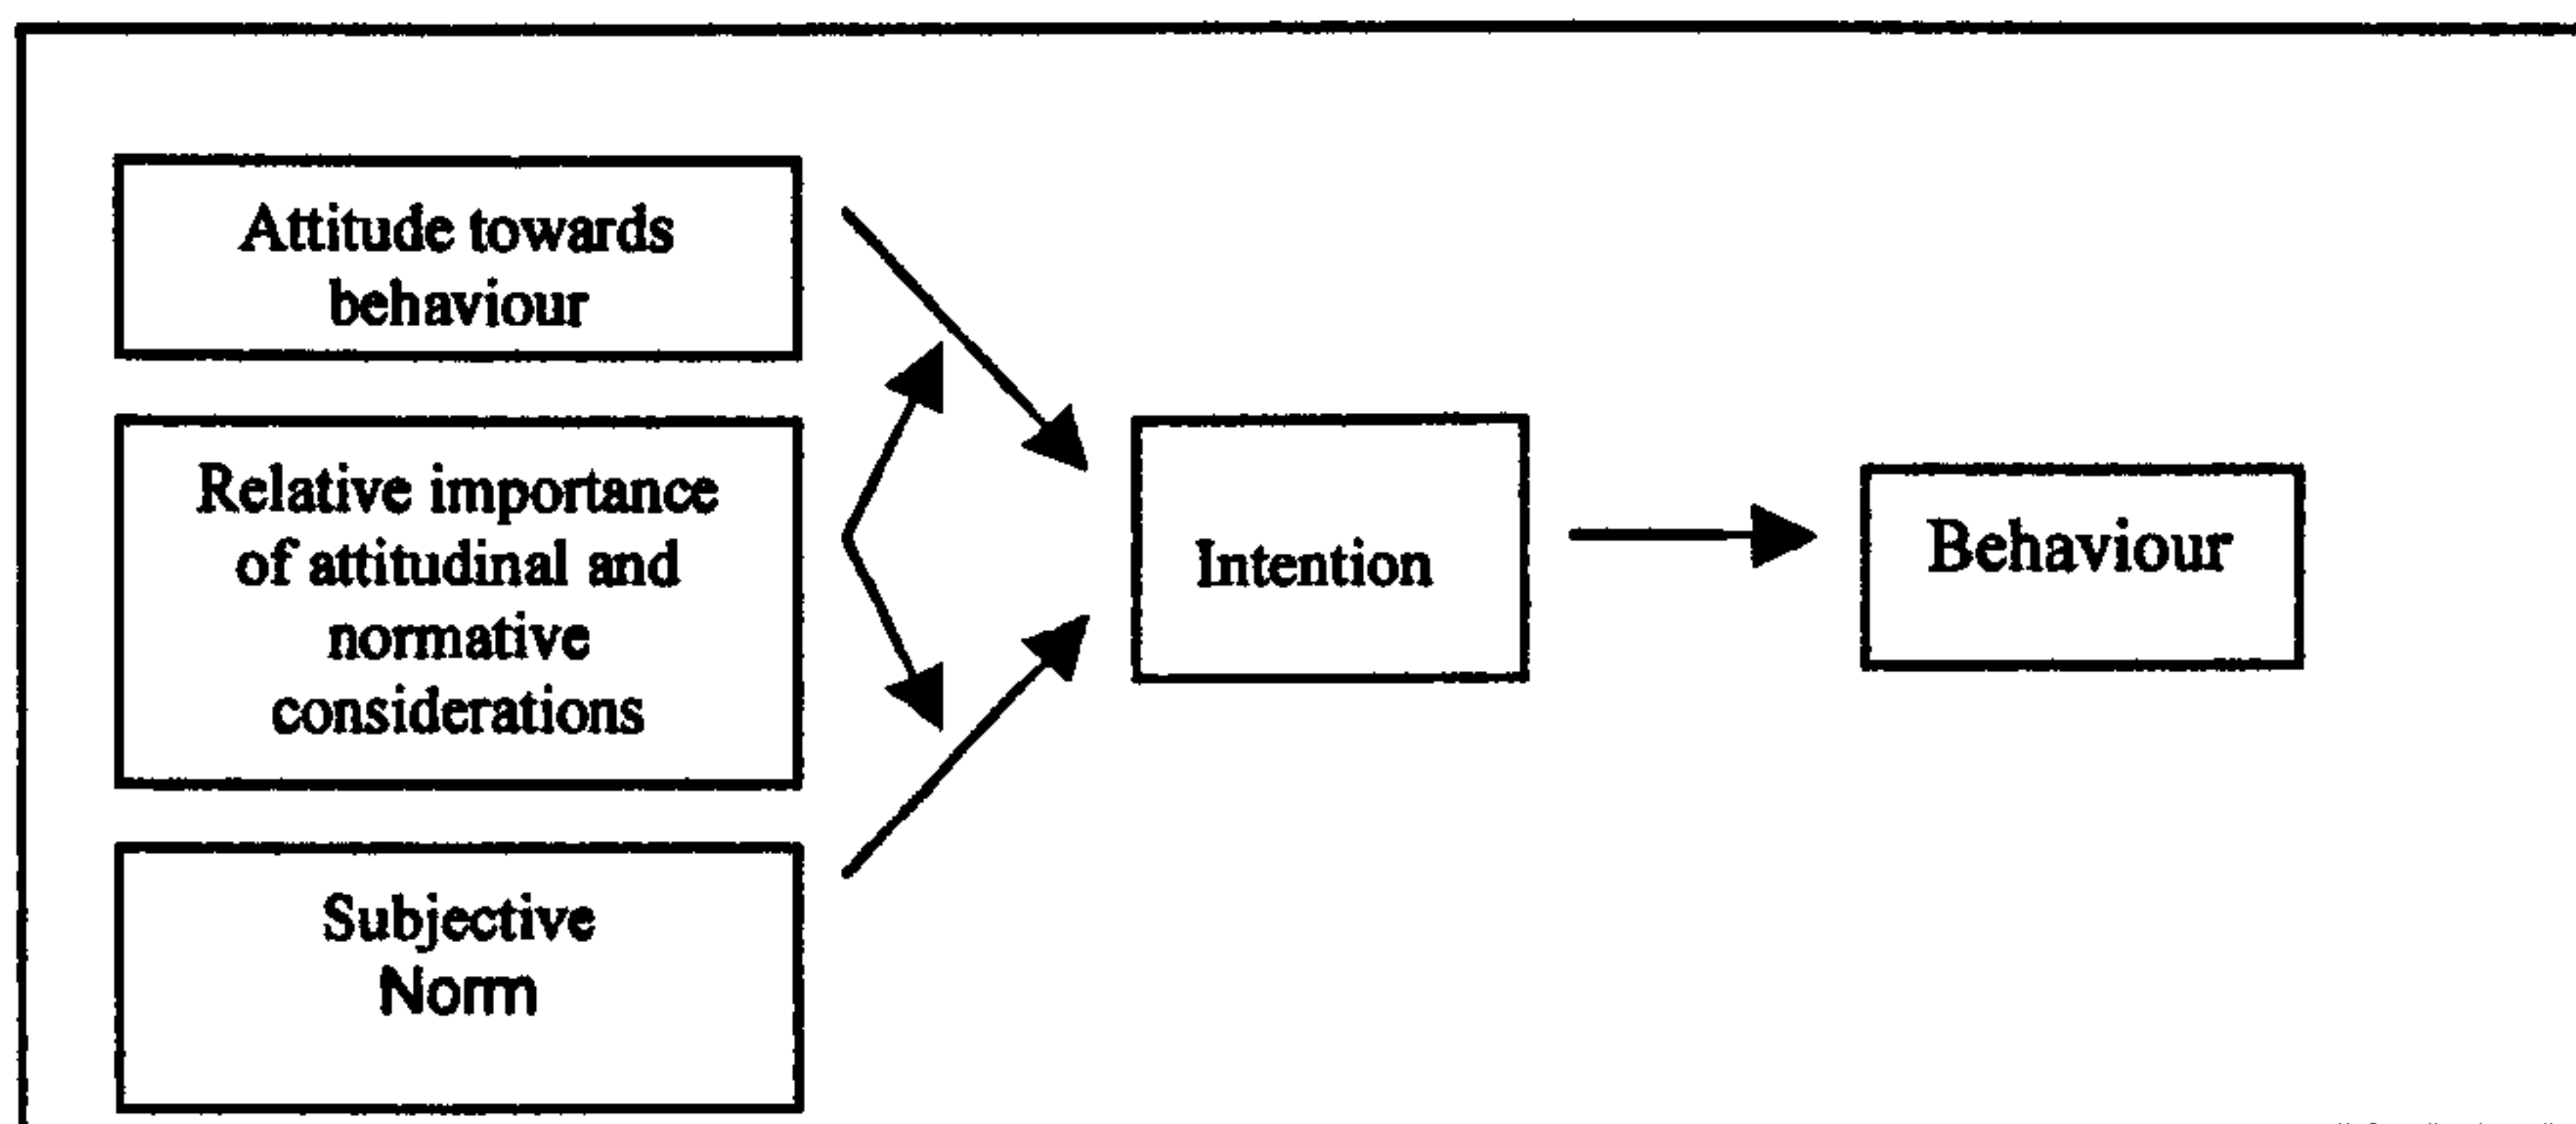 Attitude towards
behaviour
Relative importance
of attitudinal and
normative
considerations
Subjective
Norm
Intention
Behaviour